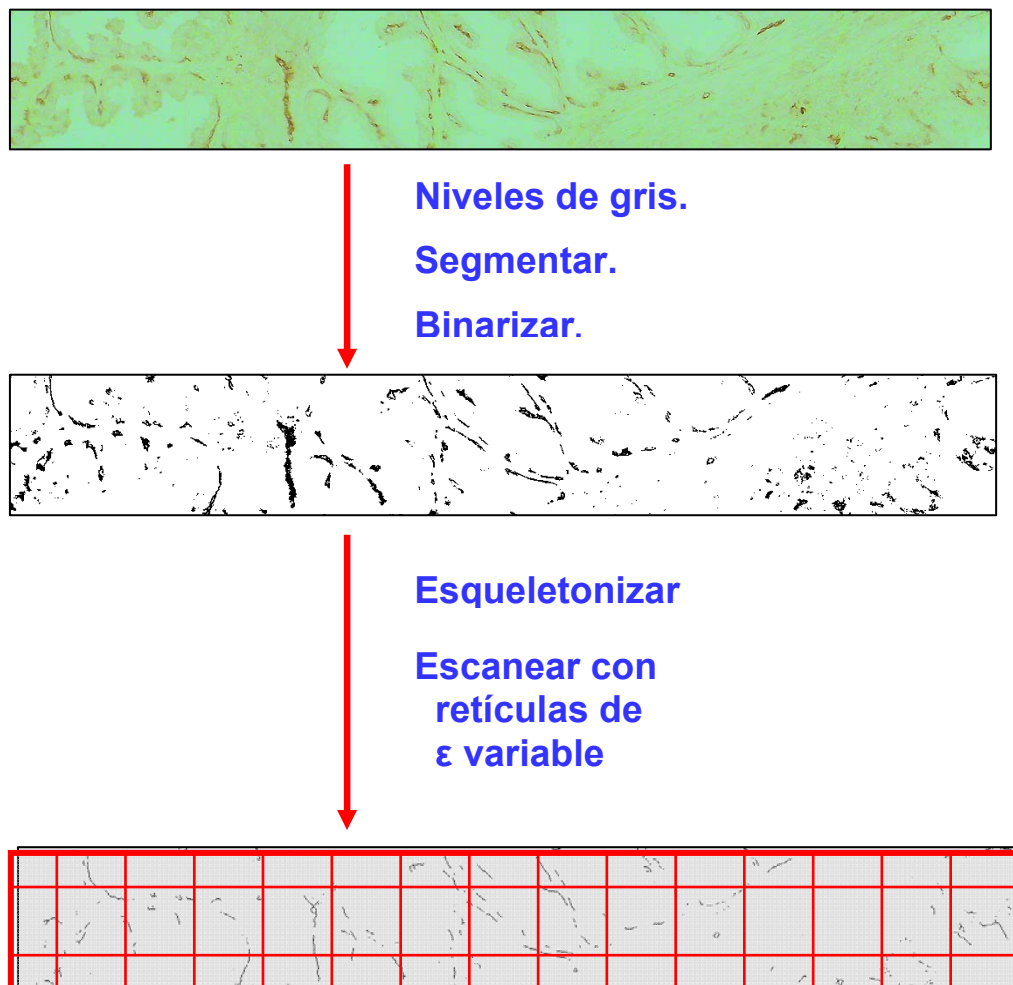 Niveles de gris.
Segmentar.
Binarizar.
Esqueletonizar
Escanear con
retículas de
ε variable